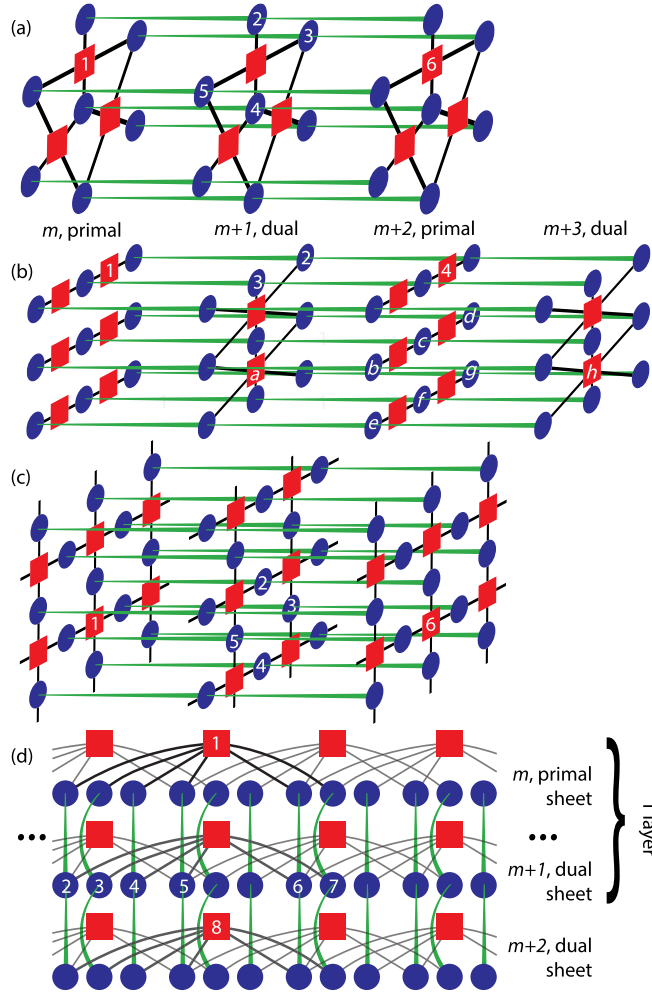 (a)
2
3
1
6
5
4
m, primal
m+1, dual
m+2, primal
m+3, dual
(b)
2
1
4
3
d
c
a
b
g
h
f
e
(c)
2
3
1
6
5
4
(d)
1
m, primal
sheet
1 layer
... ...
m+1, dual
sheet
2 3 4 5 6 7
8
m+2, dual
sheet